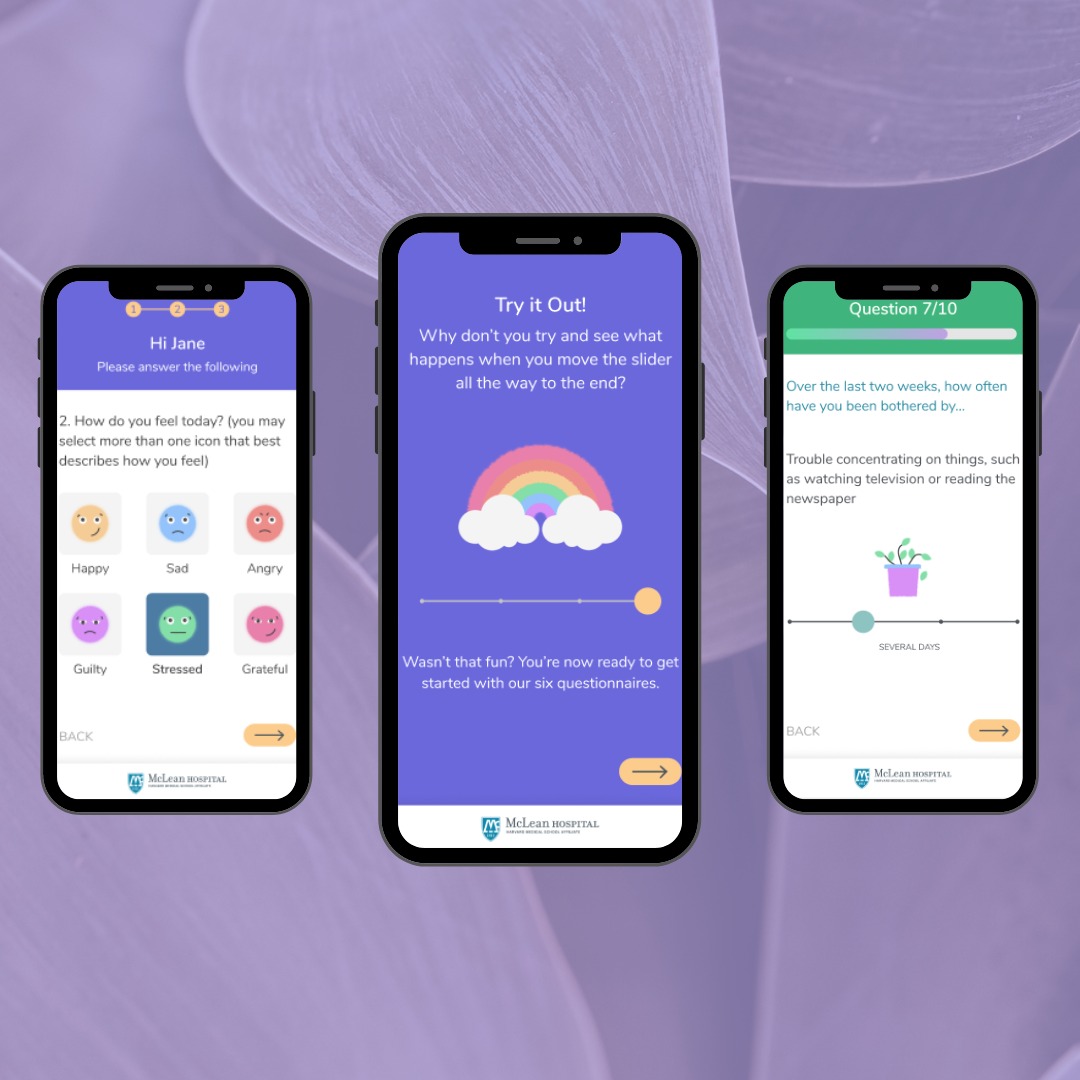 1 2 3
Hi Jane
Please answer the following
2. How do you feel today? (you may
select more than one icon that best
describes how you feel)
Happy Sad Angry
Guilty Stressed Grateful
BACK
McLean HOSPITAL
HARVARD MEDICAL SCHOOL AFFILIATE
Try it Out!
Why don’t you try and see what
happens when you move the slider
all the way to the end?
Wasn’t that fun? You’re now ready to get
started with our six questionnaires.
McLean HOSPITAL
HARVARD MEDICAL SCHOOL AFFILIATE
Question 7/10
Over the last two weeks, how often
have you been bothered by...
Trouble concentrating on things, such
as watching television or reading the
newspaper
SEVERAL DAYS
BACK
McLean HOSPITAL
HARVARD MEDICAL SCHOOL AFFILIATE